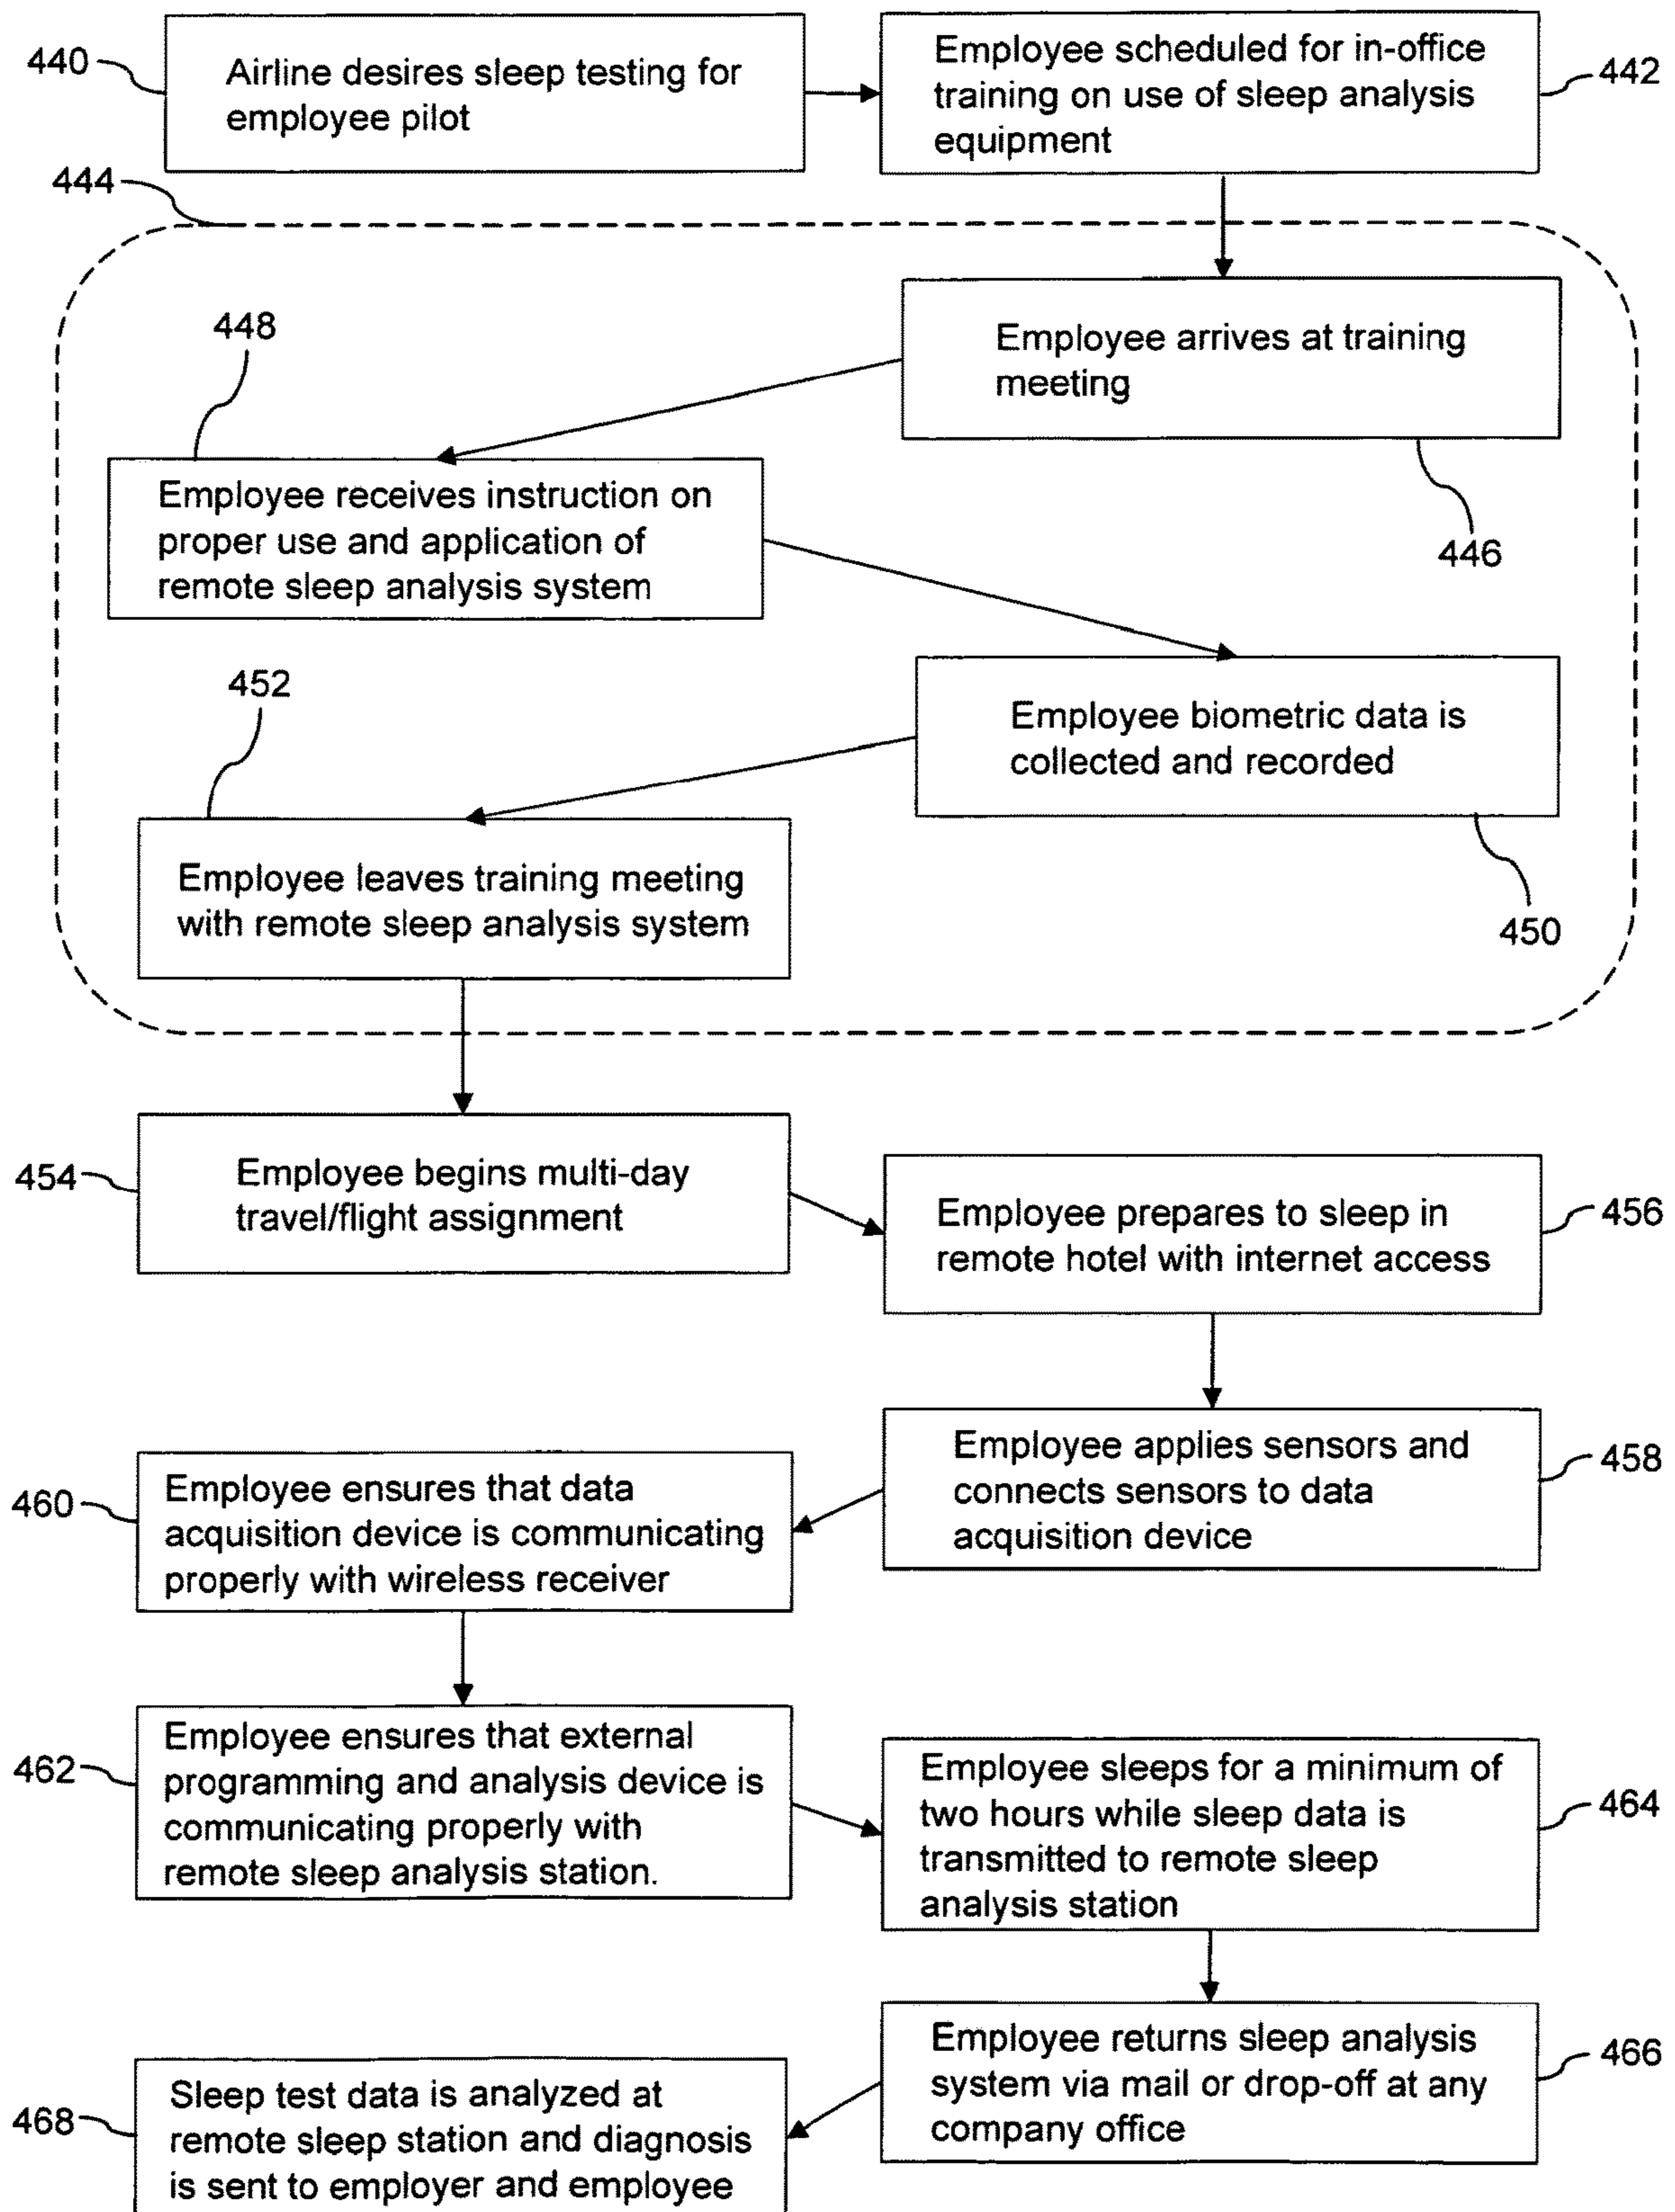 440
Airline desires sleep testing for
employee pilot
Employee scheduled for in-office
training on use of sleep analysis
equipment
442
444
Employee arrives at training
meeting
446
448
Employee receives instruction on
proper use and application of
remote sleep analysis system
Employee biometric data is
collected and recorded
450
452
Employee leaves training meeting
with remote sleep analysis system
454
Employee begins multi-day
travel/flight assignment
Employee prepares to sleep in
remote hotel with internet access
456
Employee applies sensors and
connects sensors to data
acquisition device
458
460
Employee ensures that data
acquisition device is communicating
properly with wireless receiver
462
Employee ensures that external
programming and analysis device is
communicating properly with
remote sleep analysis station.
Employee sleeps for a minimum of
two hours while sleep data is
transmitted to remote sleep
analysis station
464
Employee returns sleep analysis
system via mail or drop-off at any
company office
466
468
Sleep test data is analyzed at
remote sleep station and diagnosis
is sent to employer and employee